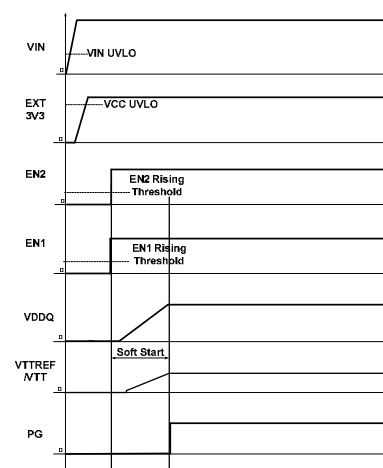 VIN
VIN UVLO
EXT
3V3
VCC UVLO
EN2
EN2 Rising
Threshold
EN1
EN1 Rising
Threshold
VDDQ
Soft Start
VTTREF
/VTT
PG